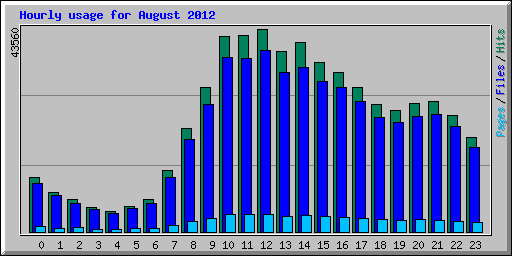 Hourly usage for August 2012
43560
Pages / Files / Hits
0 1 2 3 4 5 6 7 8 9 10 11 12 13 14 15 16 17 18 19 20 21 22 23